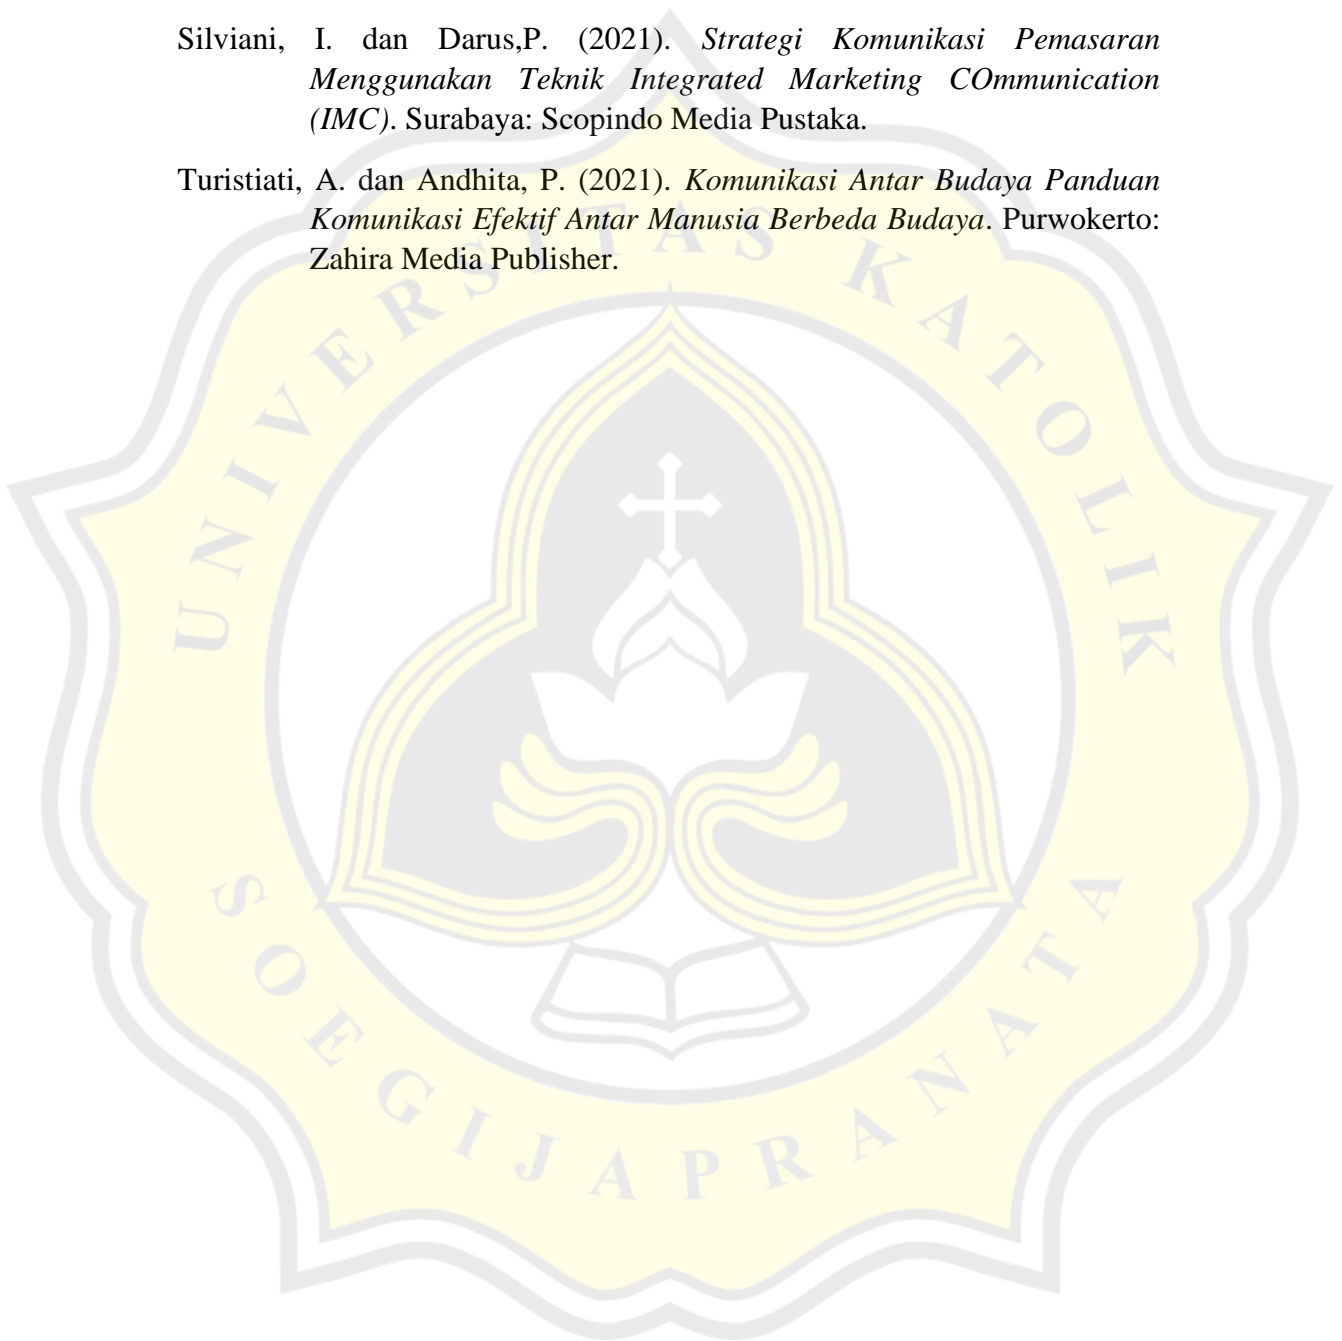 Silviani, I. dan Darus,P. (2021). Strategi Komunikasi Pemasaran
Menggunakan Teknik Integrated Marketing COmmunication
(IMC). Surabaya: Scopindo Media Pustaka.
Turistiati, A. dan Andhita, P. (2021). Komunikasi Antar Budaya Panduan
Komunikasi Efektif Antar Manusia Berbeda Budaya. Purwokerto:
Zahira Media Publisher.
UNIVERSITAS KATOLIK
SOEGIJAPRANATA